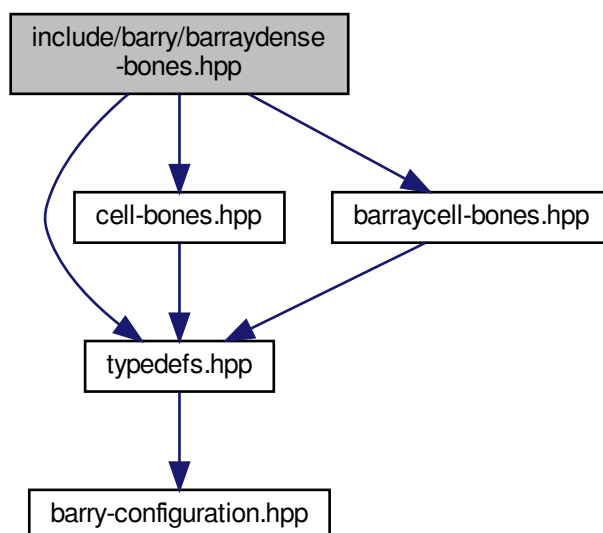 include/barry/barraydense
-bones.hpp
cell-bones.hpp
barraycell-bones.hpp
typedefs.hpp
barry-configuration.hpp